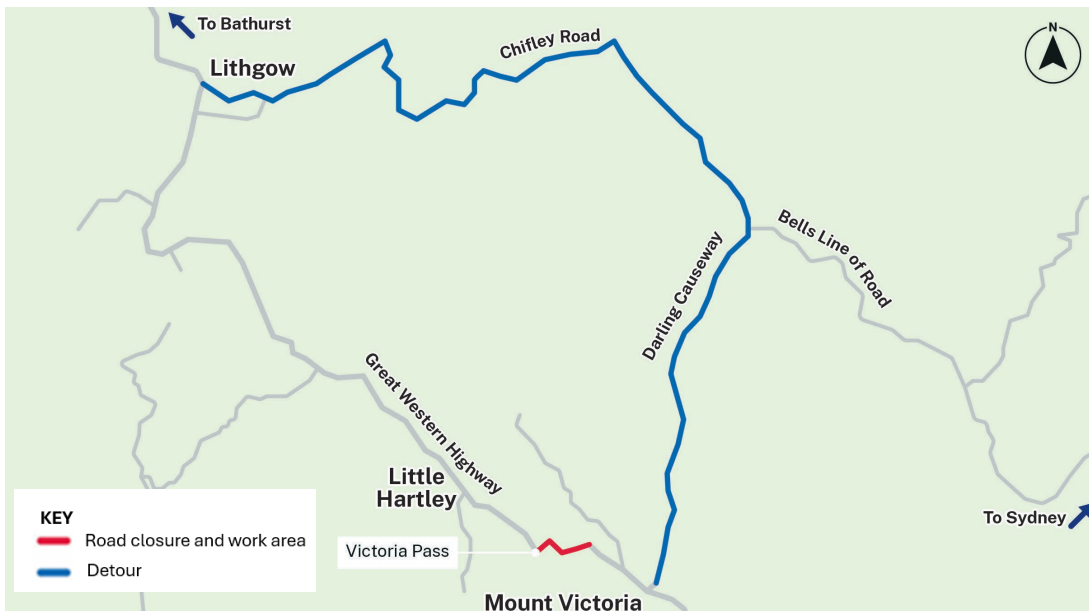 To Bathurst
Lithgow
Chifley Road
N
Bells Line of Road
Darling Causeway
Great Western Highway
Little
Hartley
To Sydney
KEY
Road closure and work area
Detour
Victoria Pass
Mount Victoria